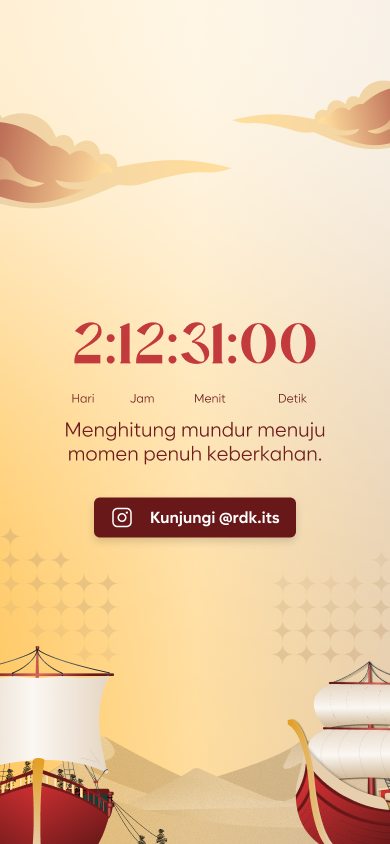 2:12:31:00
Hari Jam Menit Detik
Menghitung mundur menuju
momen penuh keberkahan.
Kunjungi @rdk.its